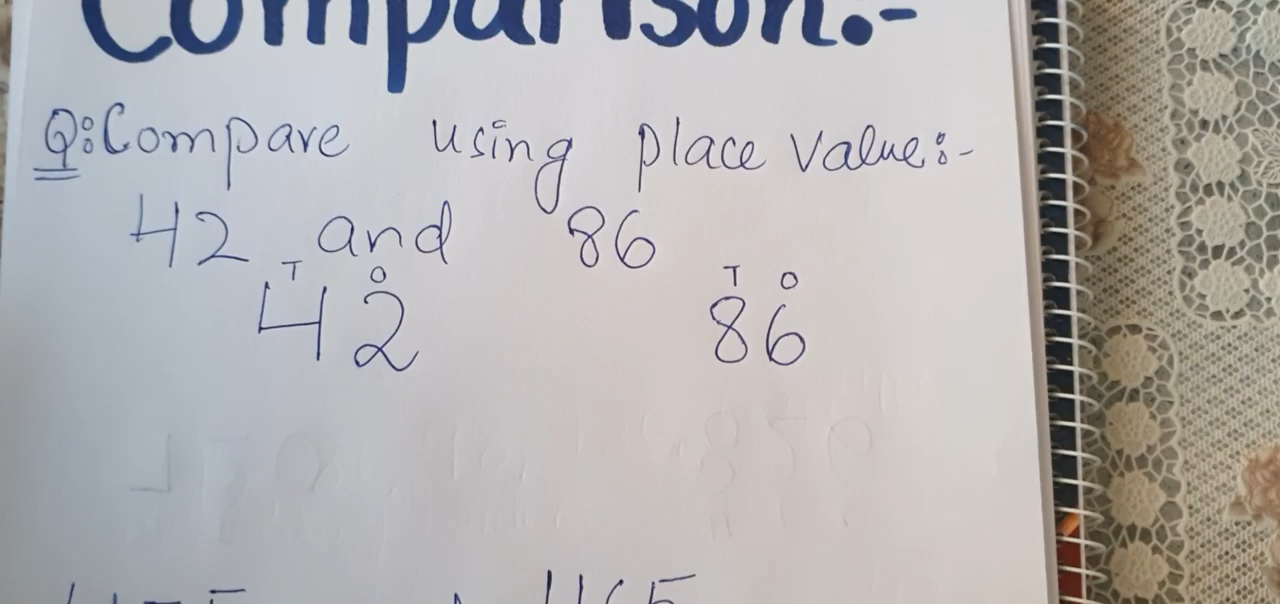 Comparison:-
Q:Compare using place value:-
42 and 86
T O T O
42 86